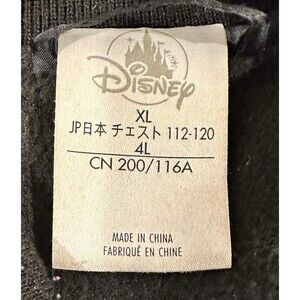 Disney
XL
JP日本 チェスト 112-120
4L
CN 200/116A
MADE IN CHINA
FABRIQUÉ EN CHINE